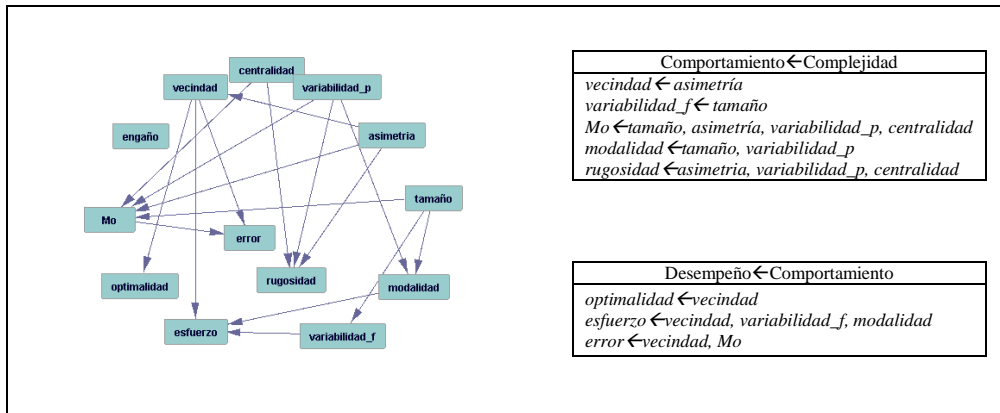 centralidad
vecindad
variabilidad_p
engaño
asimetria
tamaño
Mo
error
optimalidad
rugosidad
modalidad
esfuerzo
variabilidad_f
Comportamiento←Complejidad
vecindad← asimetría
variabilidad_f← tamaño
Mo←tamaño, asimetría, variabilidad_p, centralidad
modalidad←tamaño, variabilidad_p
rugosidad←asimetria, variabilidad_p, centralidad
Desempeño←Comportamiento
optimalidad←vecindad
esfuerzo←vecindad, variabilidad_f, modalidad
error←vecindad, Mo